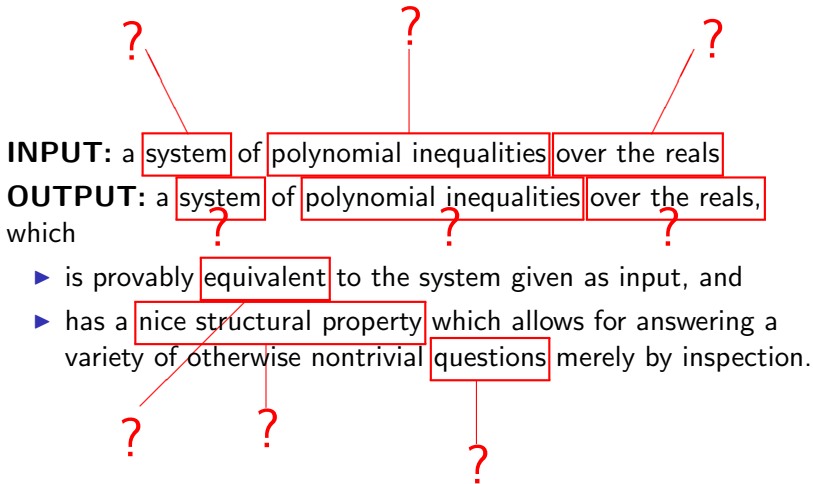 ? ? ?
INPUT: a system of polynomial inequalities over the reals
OUTPUT: a system of polynomial inequalities over the reals,
? ? ?
which
▶ is provably equivalent to the system given as input, and
▶ has a nice structural property which allows for answering a
variety of otherwise nontrivial questions merely by inspection.
? ? ?